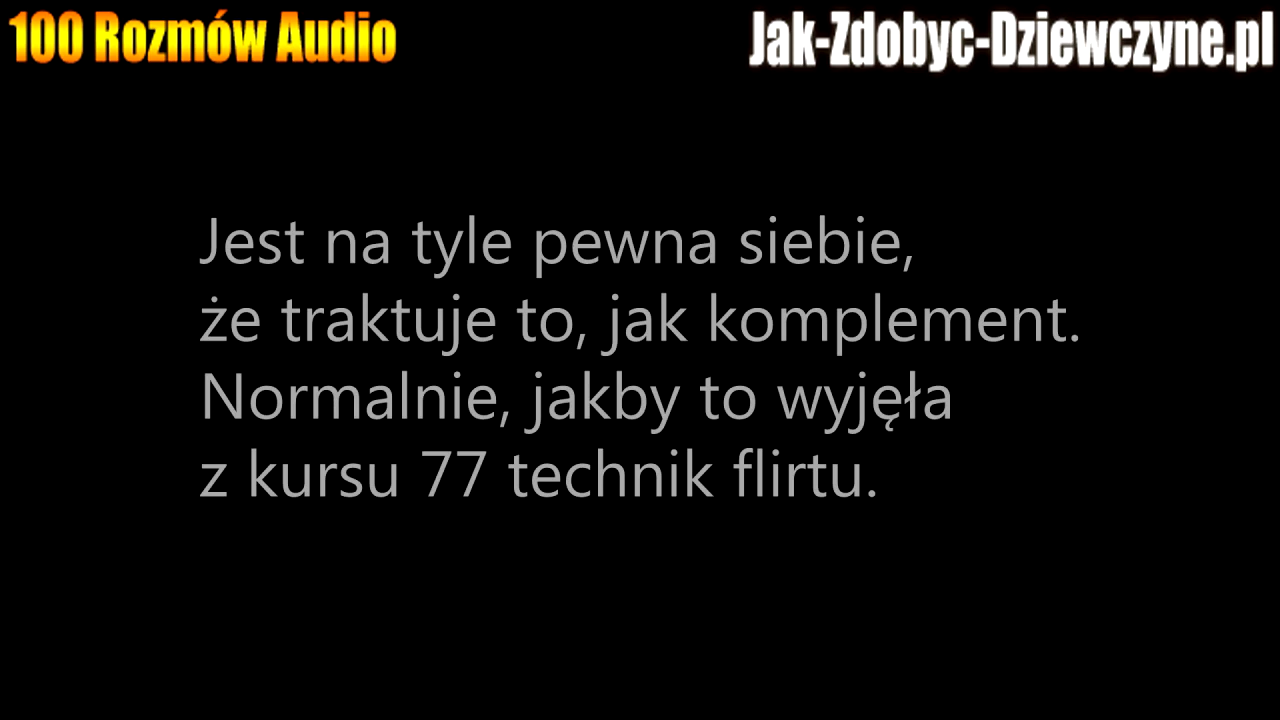 100 Rozmów Audio
Jak-Zdobyc-Dziewczyne.pl
Jest na tyle pewna siebie,
że traktuje to, jak komplement.
Normalnie, jakby to wyjęła
z kursu 77 technik flirtu.